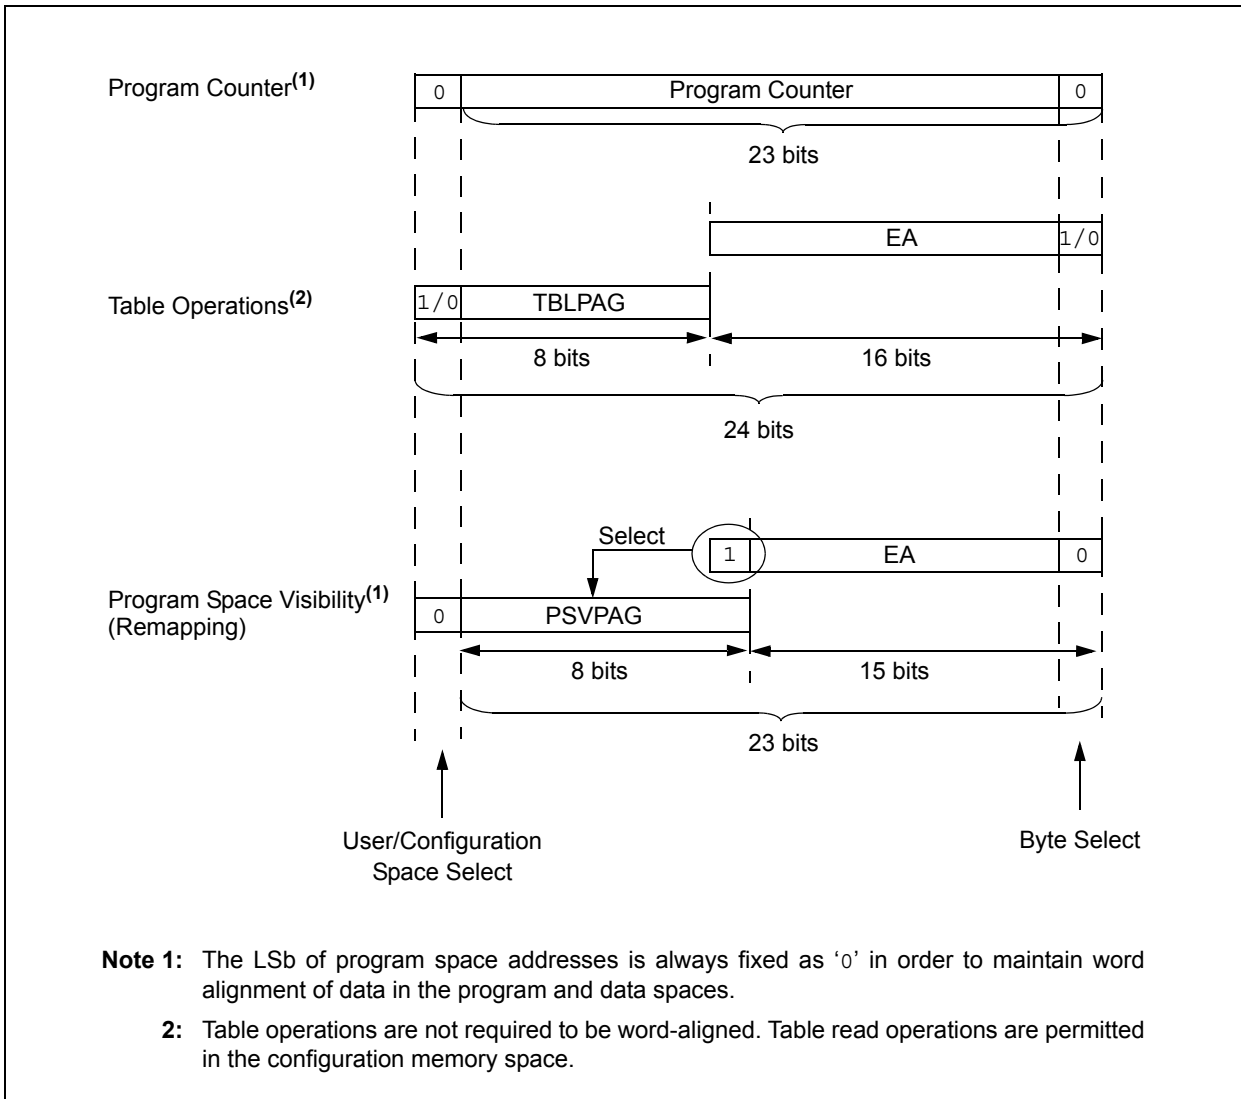 Program Counter(1)
0 Program Counter 0
23 bits
EA 1/0
Table Operations(2)
1/0 TBLPAG
8 bits 16 bits
24 bits
Select
1 EA 0
Program Space Visibility(1)
(Remapping)
0 PSVPAG
8 bits 15 bits
23 bits
User/Configuration
Space Select
Byte Select
Note 1: The LSb of program space addresses is always fixed as ‘0’ in order to maintain word
alignment of data in the program and data spaces.
2: Table operations are not required to be word-aligned. Table read operations are permitted
in the configuration memory space.